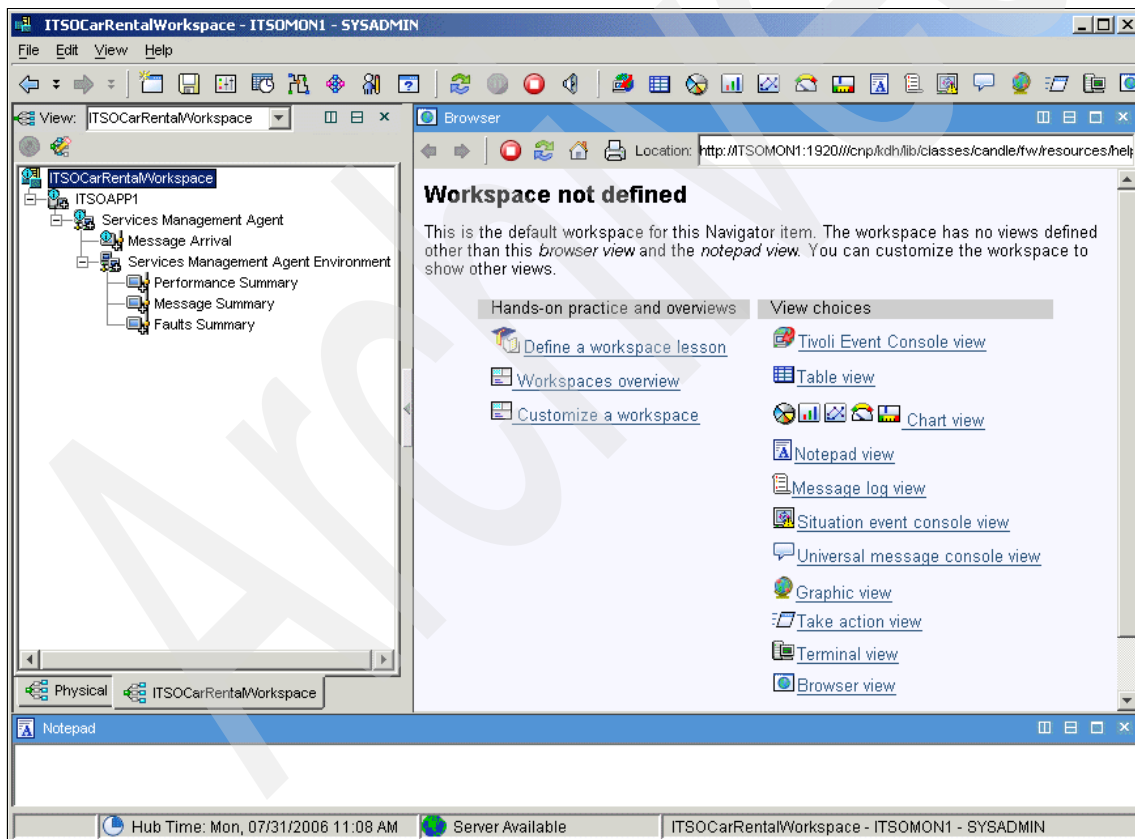 ITSOCarRentalWorkspace - ITSOMON1 - SYSADMIN
File Edit View Help
View: ITSOCarRentalWorkspace
ITSOCarRentalWorkspace
ITSOAPP1
Services Management Agent
Message Arrival
Services Management Agent Environment
Performance Summary
Message Summary
Faults Summary
Physical
ITSOCarRentalWorkspace
Browser
Location: http://ITSOMON1:1920///cnp/kdh/lib/classes/candle/fw/resources/help
Workspace not defined
This is the default workspace for this Navigator item. The workspace has no views defined
other than this browser view and the notepad view. You can customize the workspace to
show other views.
Hands-on practice and overviews
Define a workspace lesson
Workspaces overview
Customize a workspace
View choices
Tivoli Event Console view
Table view
Chart view
Notepad view
Message log view
Situation event console view
Universal message console view
Graphic view
Take action view
Terminal view
Browser view
Notepad
Hub Time: Mon, 07/31/2006 11:08 AM
Server Available
ITSOCarRentalWorkspace - ITSOMON1 - SYSADMIN